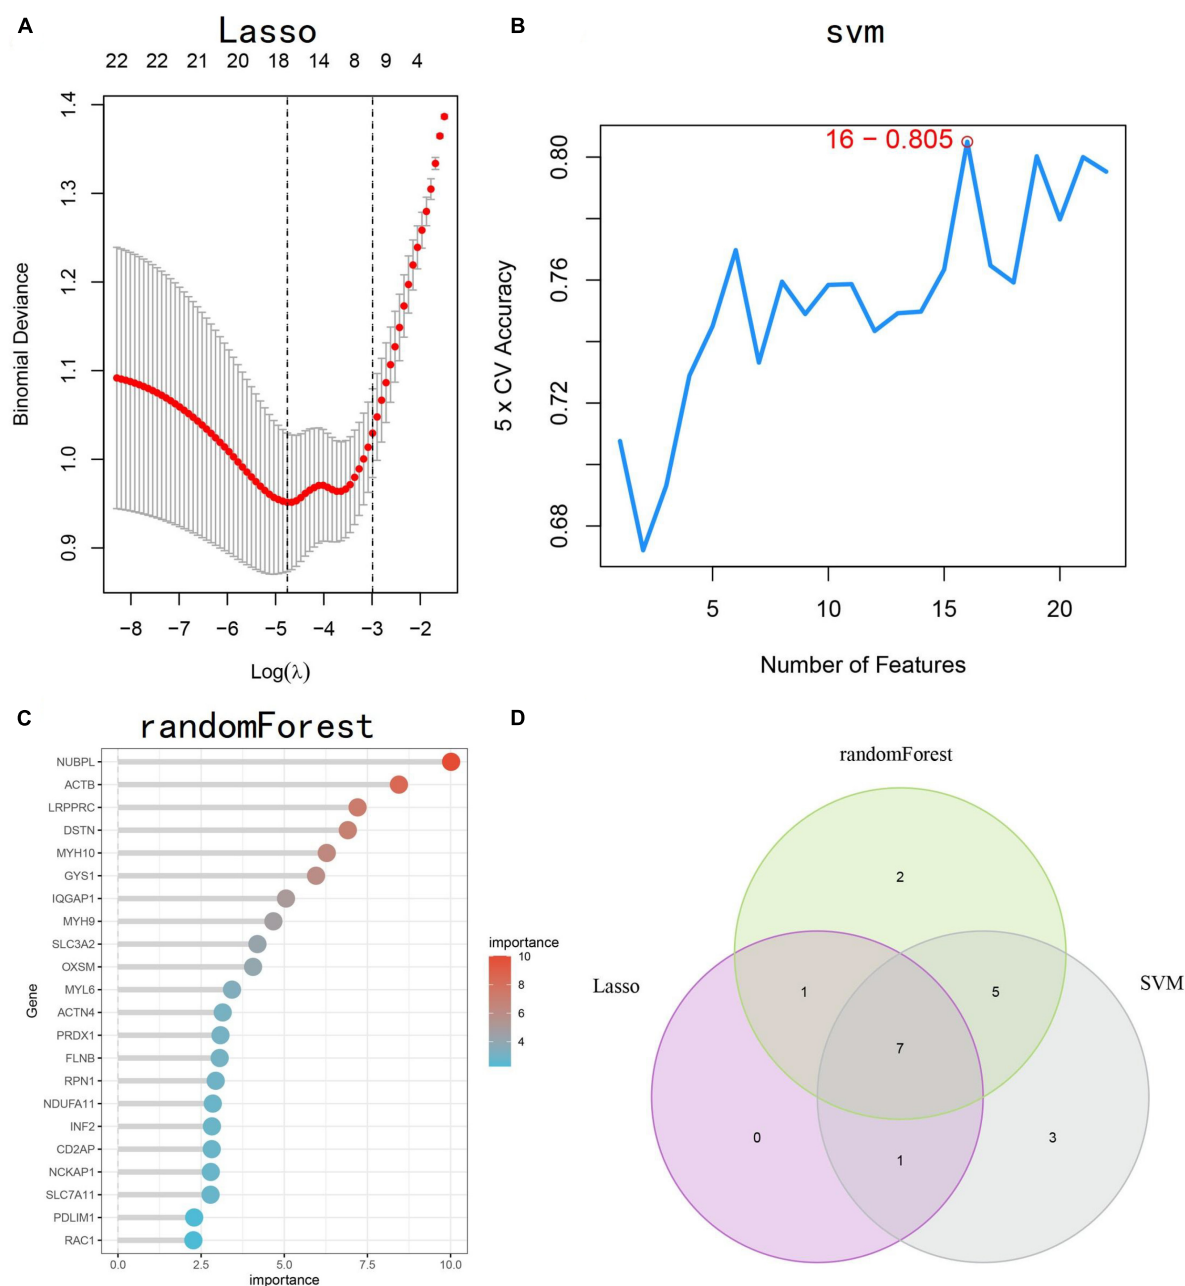 A
Lasso
22 22 21 20 18 14 8 9 4
1.4
1.3
1.2
1.1
1.0
0.9
Binomial Deviance
−8 −7 −6 −5 −4 −3 −2
Log(λ)
B
svm
16 − 0.805
0.80
0.76
0.72
0.68
5 x CV Accuracy
5 10 15 20
Number of Features
C
randomForest
NUBPL
ACTB
LRPPRC
DSTN
MYH10
GYS1
IQGAP1
MYH9
SLC3A2
OXSM
MYL6
ACTN4
PRDX1
FLNB
RPN1
NDUFA11
INF2
CD2AP
NCKAP1
SLC7A11
PDLIM1
RAC1
Gene
0.0 2.5 5.0 7.5 10.0
importance
importance
10
8
6
4
D
randomForest
2
Lasso
SVM
1
5
7
0
3
1